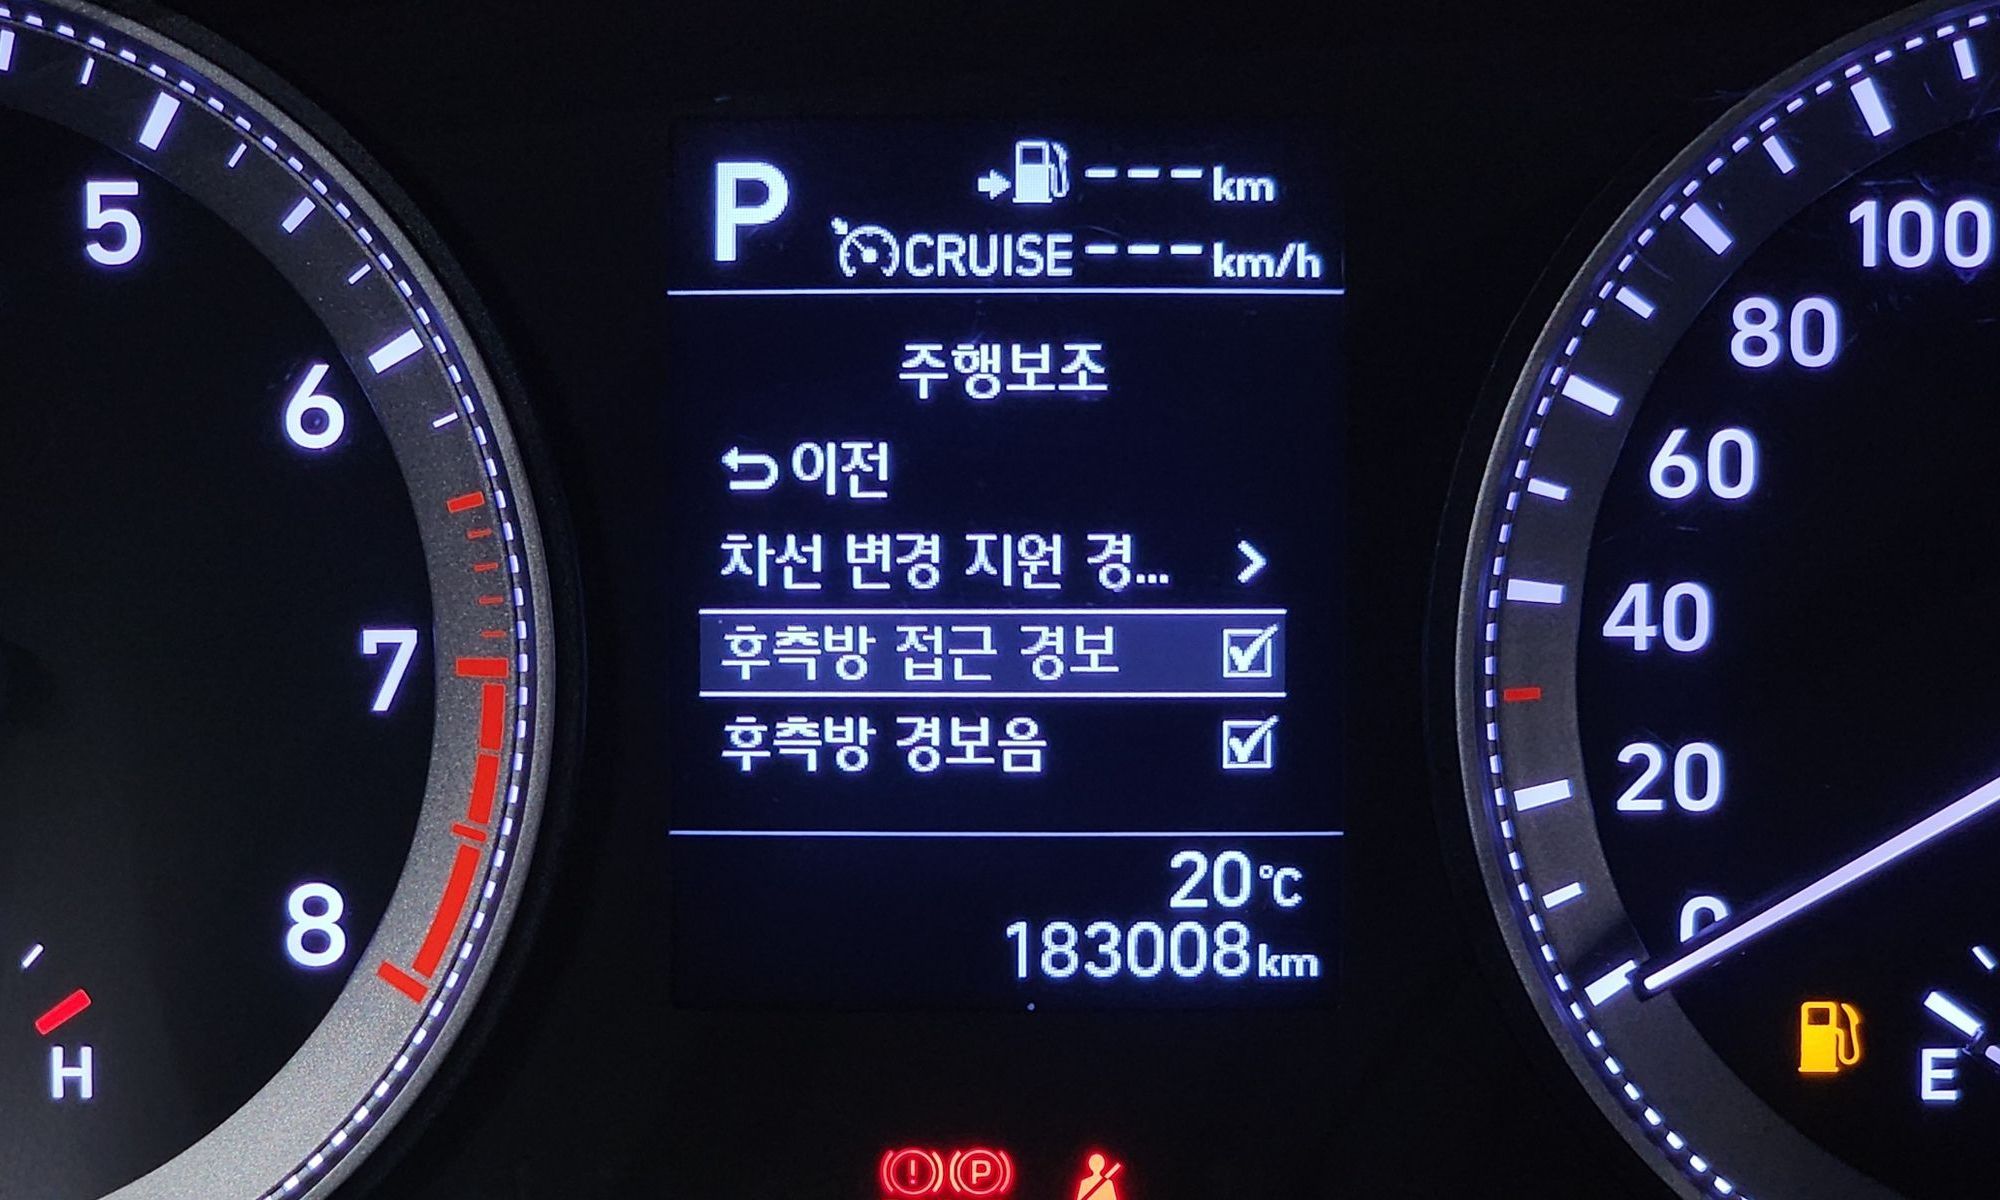 5
6
7
8
H
P
--- km
CRUISE --- km/h
주행보조
이전
차선 변경 지원 경...
후측방 접근 경보
후측방 경보음
20℃
183008km
100
80
60
40
20
0
E
!
P